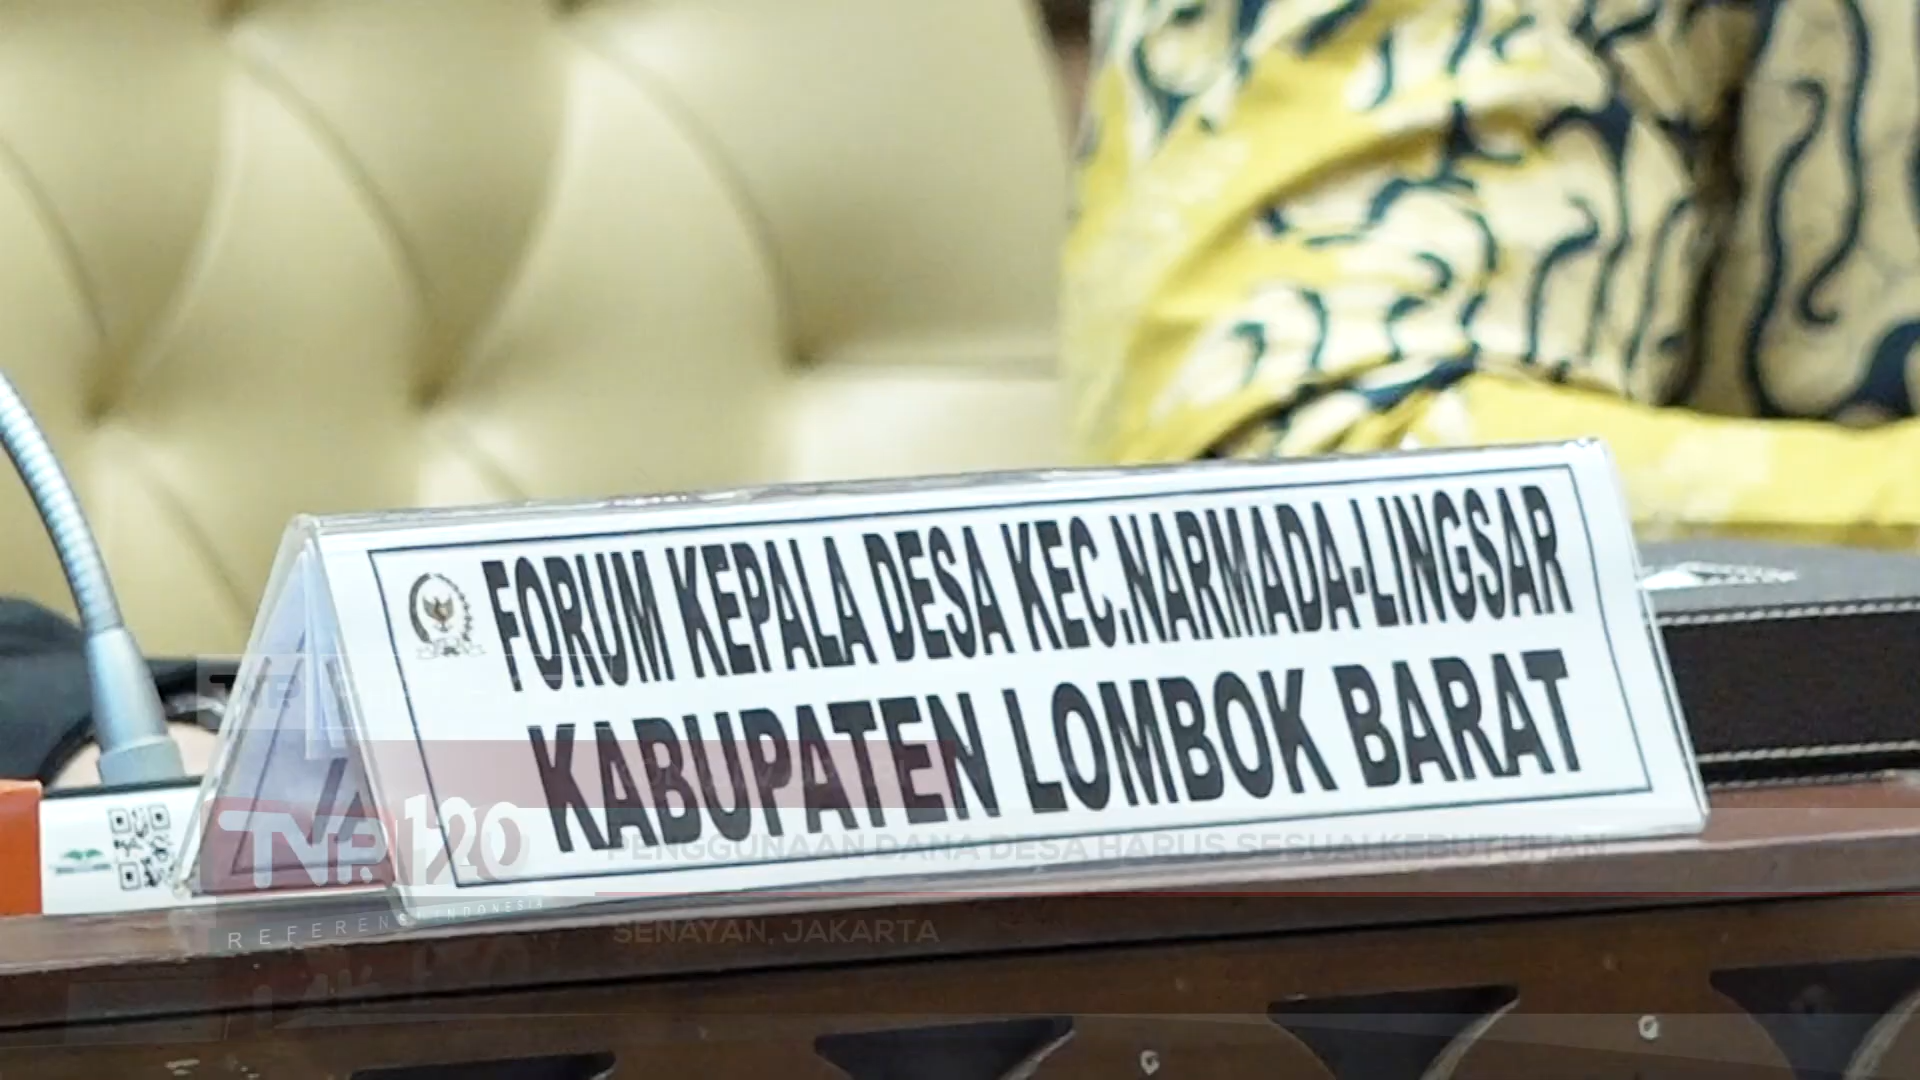 FORUM KEPALA DESA KEC.NARMADA-LINGSAR
KABUPATEN LOMBOK BARAT
TVR 120
REFERENSI INDONESIA
PENGGUNAAN DANA DESA HARUS SESUAI KEBUTUHAN
SENAYAN, JAKARTA